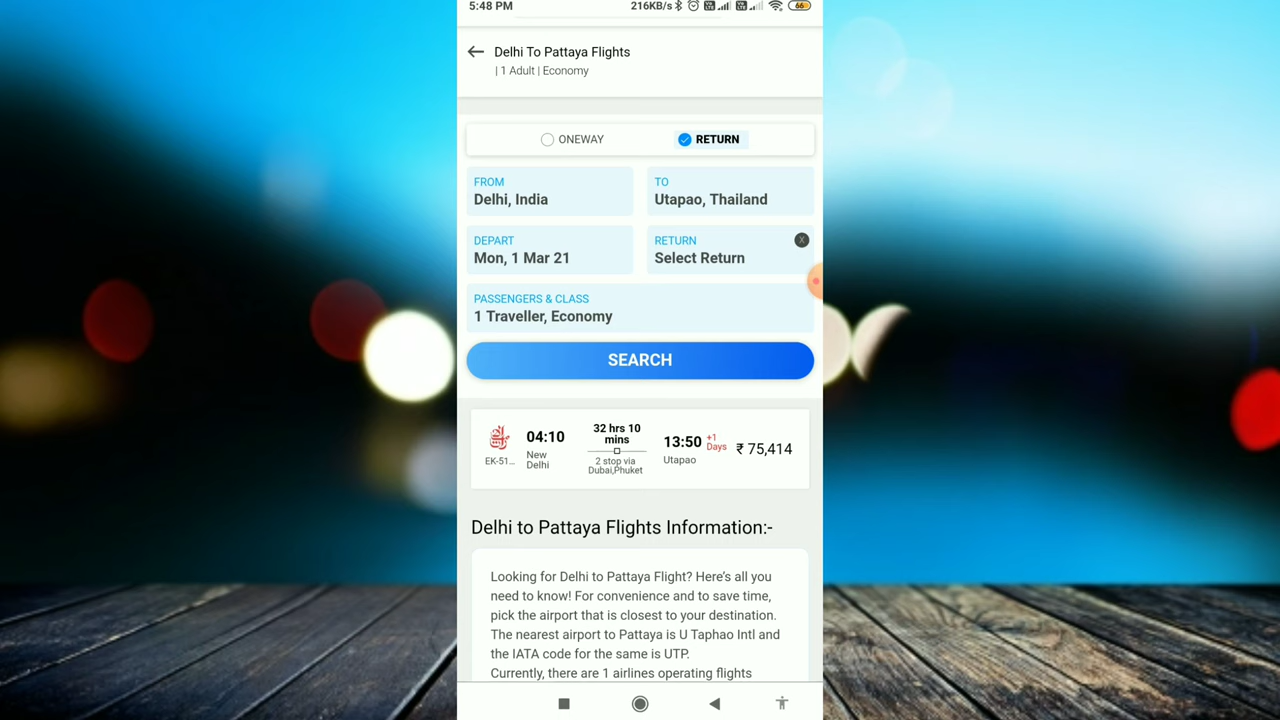 5:48 PM
216KB/s
66
Delhi To Pattaya Flights
| 1 Adult | Economy
ONEWAY
RETURN
FROM
Delhi, India
TO
Utapao, Thailand
DEPART
Mon, 1 Mar 21
RETURN
X
Select Return
PASSENGERS & CLASS
1 Traveller, Economy
SEARCH
EK-51...
04:10
New
Delhi
32 hrs 10
mins
2 stop via
Dubai,Phuket
13:50
+1
Days
Utapao
₹ 75,414
Delhi to Pattaya Flights Information:-
Looking for Delhi to Pattaya Flight? Here's all you
need to know! For convenience and to save time,
pick the airport that is closest to your destination.
The nearest airport to Pattaya is U Taphao Intl and
the IATA code for the same is UTP.
Currently, there are 1 airlines operating flights